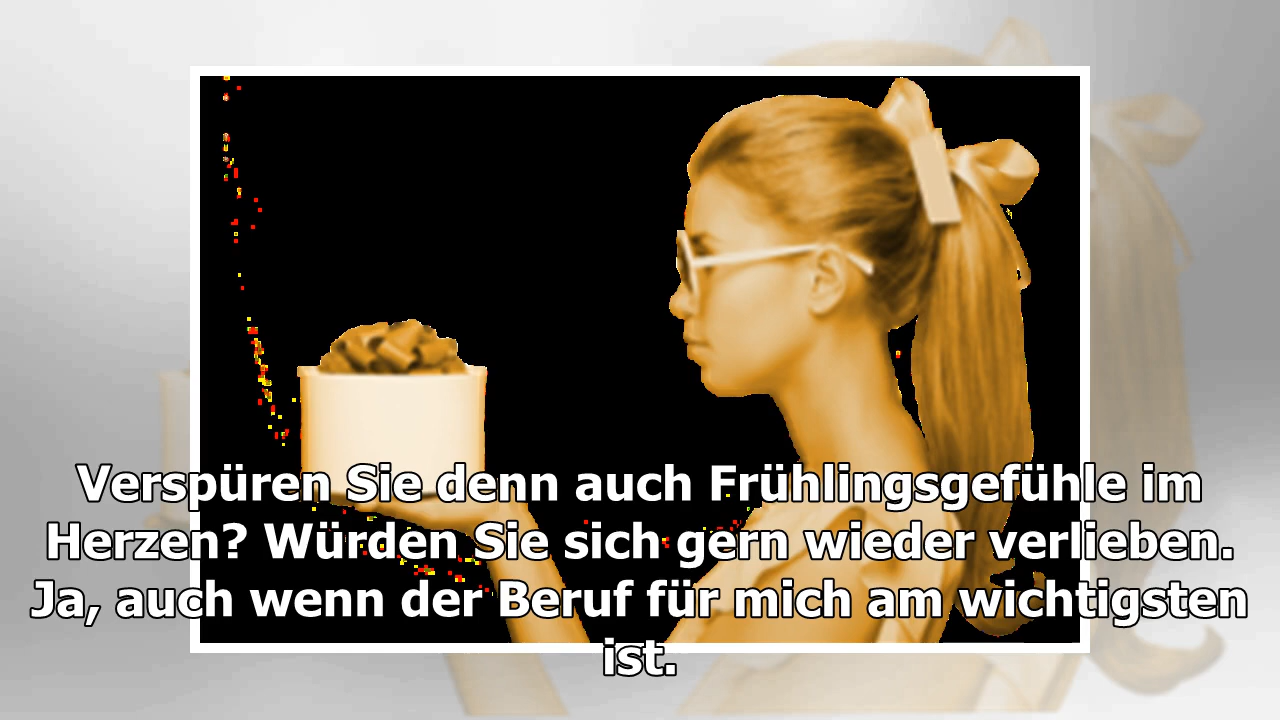 Verspüren Sie denn auch Frühlingsgefühle im
Herzen? Würden Sie sich gern wieder verlieben.
Ja, auch wenn der Beruf für mich am wichtigsten
ist.